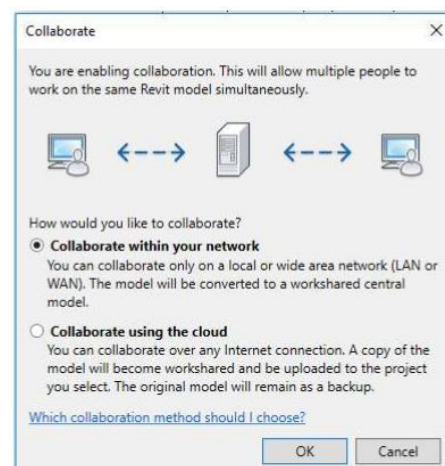 Collaborate
You are enabling collaboration. This will allow multiple people to
work on the same Revit model simultaneously.
How would you like to collaborate?
Collaborate within your network
You can collaborate only on a local or wide area network (LAN or
WAN). The model will be converted to a workshared central
model.
Collaborate using the cloud
You can collaborate over any Internet connection. A copy of the
model will become workshared and be uploaded to the project
you select. The original model will remain as a backup.
Which collaboration method should I choose?
OK Cancel